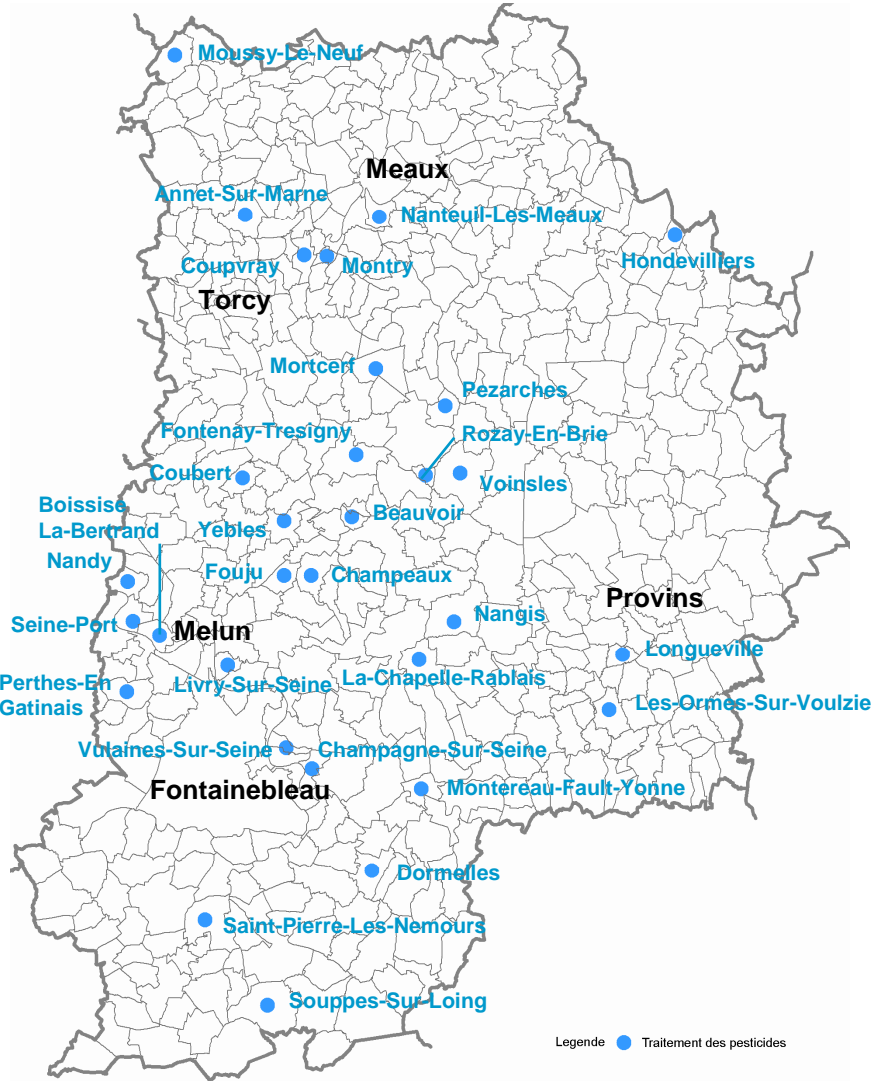 Moussy-Le-Neuf
Meaux
Annet-Sur-Marne
Nanteuil-Les-Meaux
Coupvray
Montry
Hondevilliers
Torcy
Mortcerf
Pezarches
Fontenay-Tresigny
Rozay-En-Brie
Coubert
Voinsles
Boissise
La-Bertrand
Yebles
Beauvoir
Nandy
Fouju
Champeaux
Provins
Seine-Port
Melun
Nangis
Longueville
Perthes-En
Gatinais
Livry-Sur-Seine
La-Chapelle-Rablais
Les-Ormes-Sur-Voulzie
Vulaines-Sur-Seine
Champagne-Sur-Seine
Fontainebleau
Montereau-Fault-Yonne
Dormelles
Saint-Pierre-Les-Nemours
Souppes-Sur-Loing
Legende
Traitement des pesticides